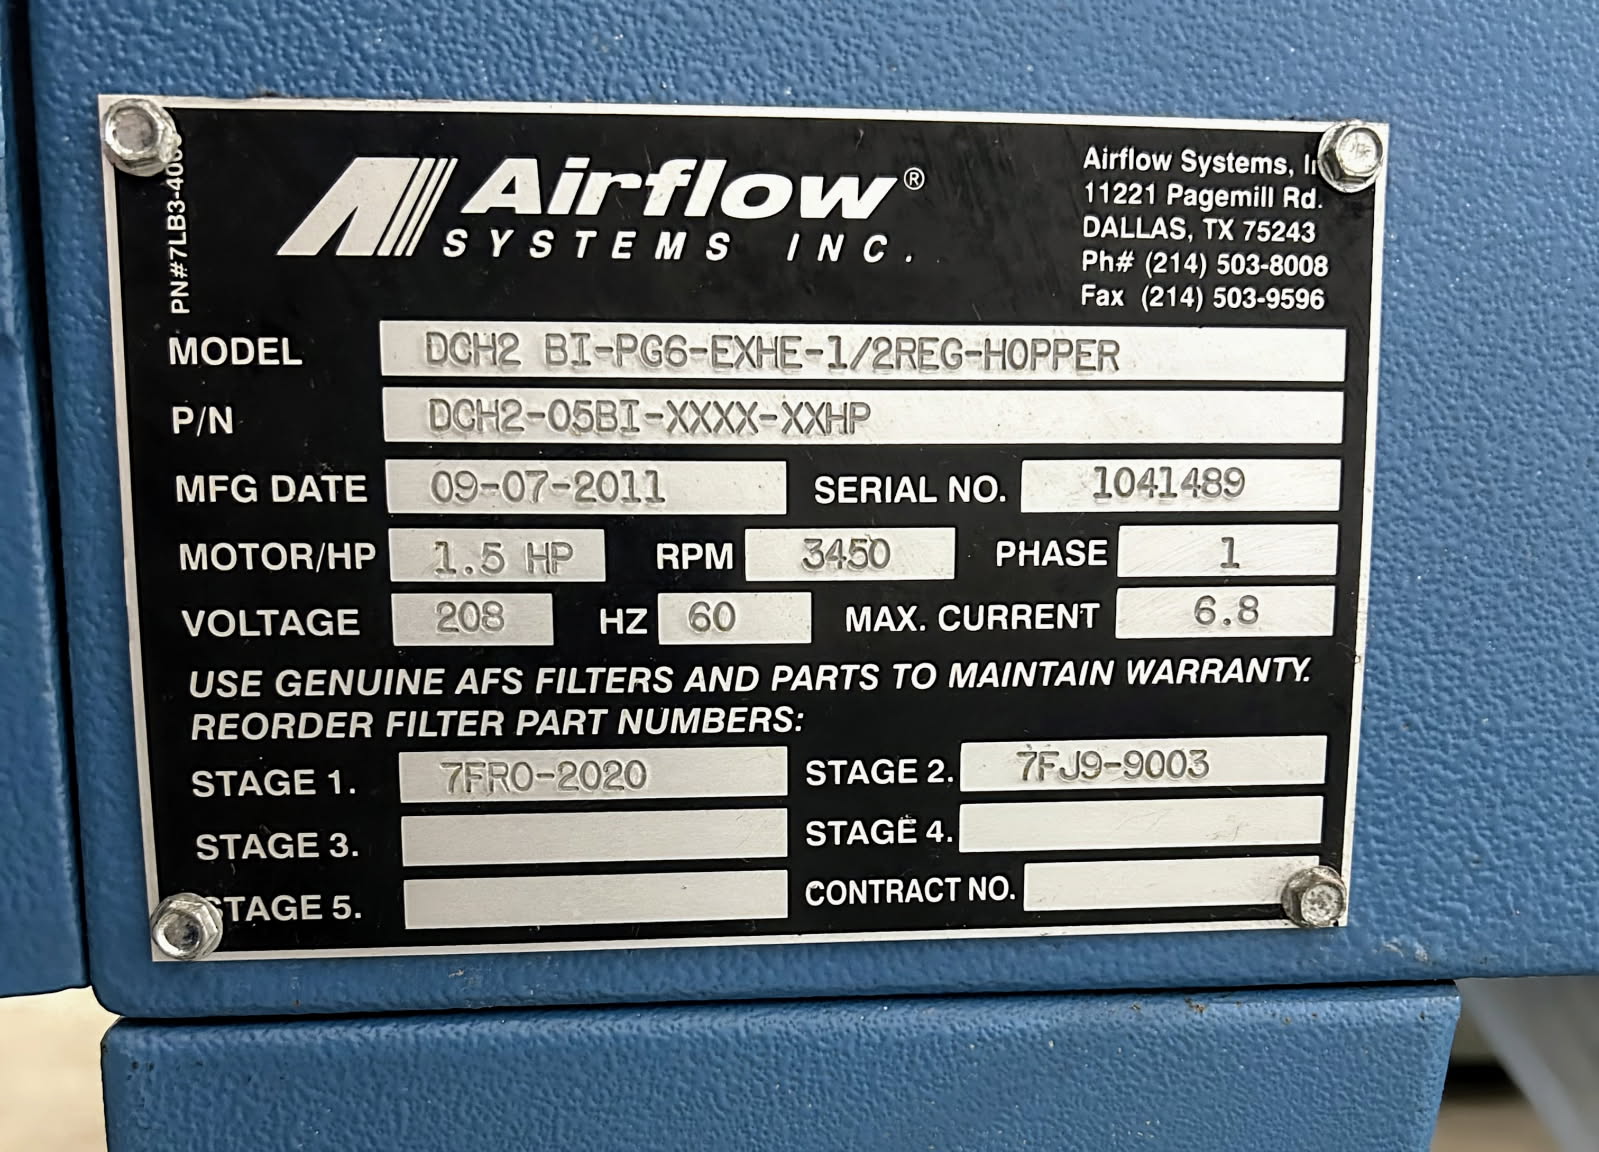 Airflow®
SYSTEMS INC.
Airflow Systems,
11221 Pagemill Rd.
DALLAS, TX 75243
Ph# (214) 503-8008
Fax (214) 503-9596
MODEL DCH2 BI-PG6-EXHE-1/2REG-HOPPER
P/N DCH2-05BI-XXXX-XXHP
MFG DATE 09-07-2011 SERIAL NO. 1041489
MOTOR/HP 1.5 HP RPM 3450 PHASE 1
VOLTAGE 208 HZ 60 MAX. CURRENT 6.8
USE GENUINE AFS FILTERS AND PARTS TO MAINTAIN WARRANTY.
REORDER FILTER PART NUMBERS:
STAGE 1. 7FR0-2020 STAGE 2. 7FJ9-9003
STAGE 3. STAGE 4.
STAGE 5. CONTRACT NO.